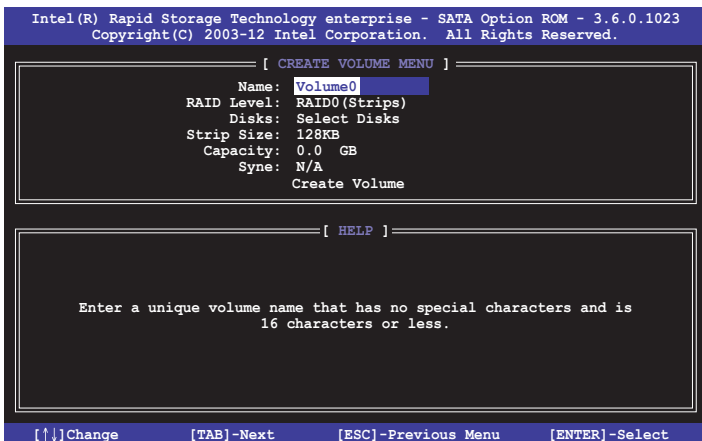 Intel(R) Rapid Storage Technology enterprise - SATA Option ROM - 3.6.0.1023
Copyright(C) 2003-12 Intel Corporation. All Rights Reserved.
[ CREATE VOLUME MENU ]
Name: Volume0
RAID Level: RAID0(Strips)
Disks: Select Disks
Strip Size: 128KB
Capacity: 0.0 GB
Syne: N/A
Create Volume
[ HELP ]
Enter a unique volume name that has no special characters and is
16 characters or less.
[↑↓]Change [TAB]-Next [ESC]-Previous Menu [ENTER]-Select